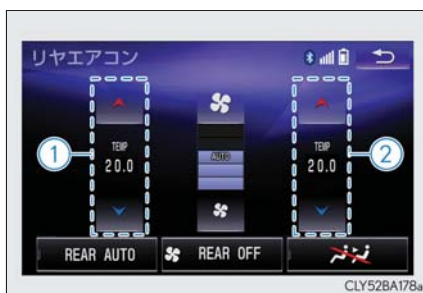 リヤエアコン
1
TEMP
20.0
AUTO
TEMP
20.0
2
REAR AUTO
REAR OFF
CLY52BA178a